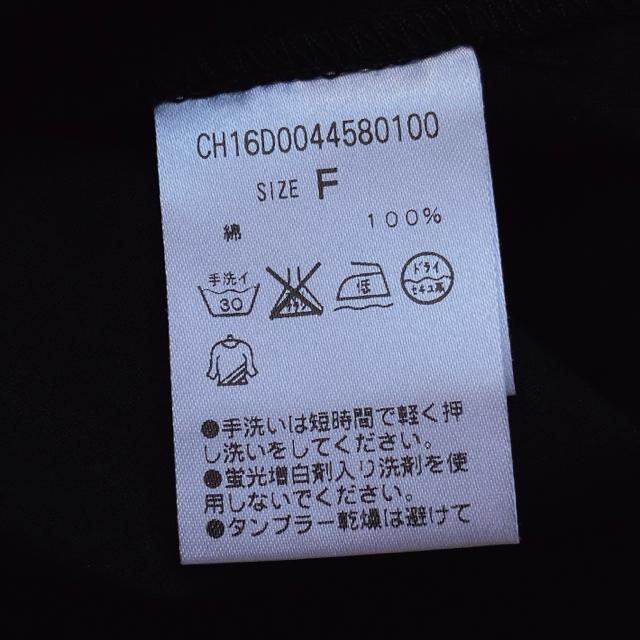 CH16D0044580100
SIZE F
綿 100%
手洗イ 30
低
ドライ
セキユ系
●手洗いは短時間で軽く押
し洗いをしてください。
●蛍光増白剤入り洗剤を使
用しないでください。
●タンブラー乾燥は避けて